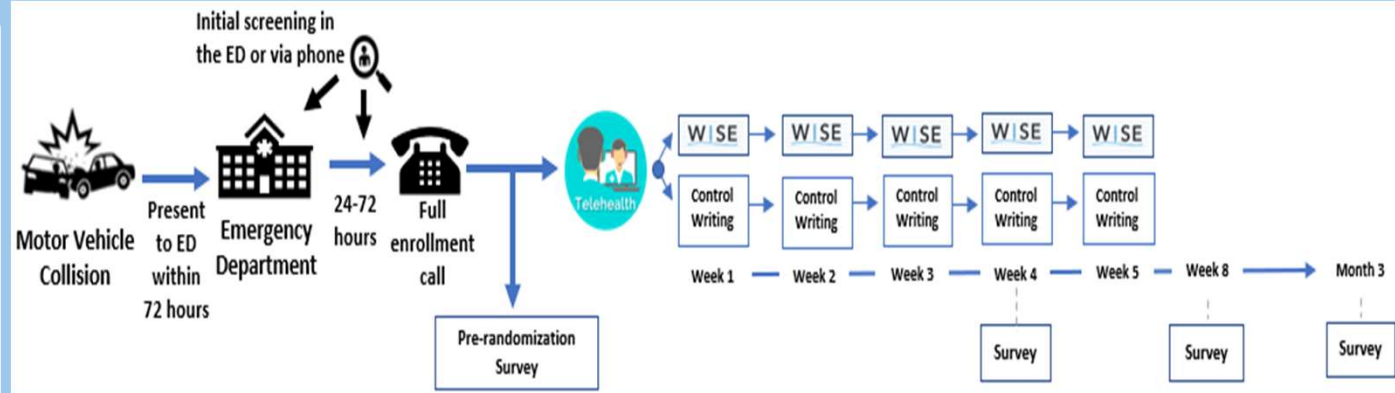 Initial screening in
the ED or via phone
Motor Vehicle
Collision
Present
to ED
within
72 hours
Emergency
Department
24-72
hours
Full
enrollment
call
Pre-randomization
Survey
Telehealth
WISE
WISE
WISE
WISE
WISE
Control
Writing
Control
Writing
Control
Writing
Control
Writing
Control
Writing
Week 1
Week 2
Week 3
Week 4
Week 5
Week 8
Month 3
Survey
Survey
Survey